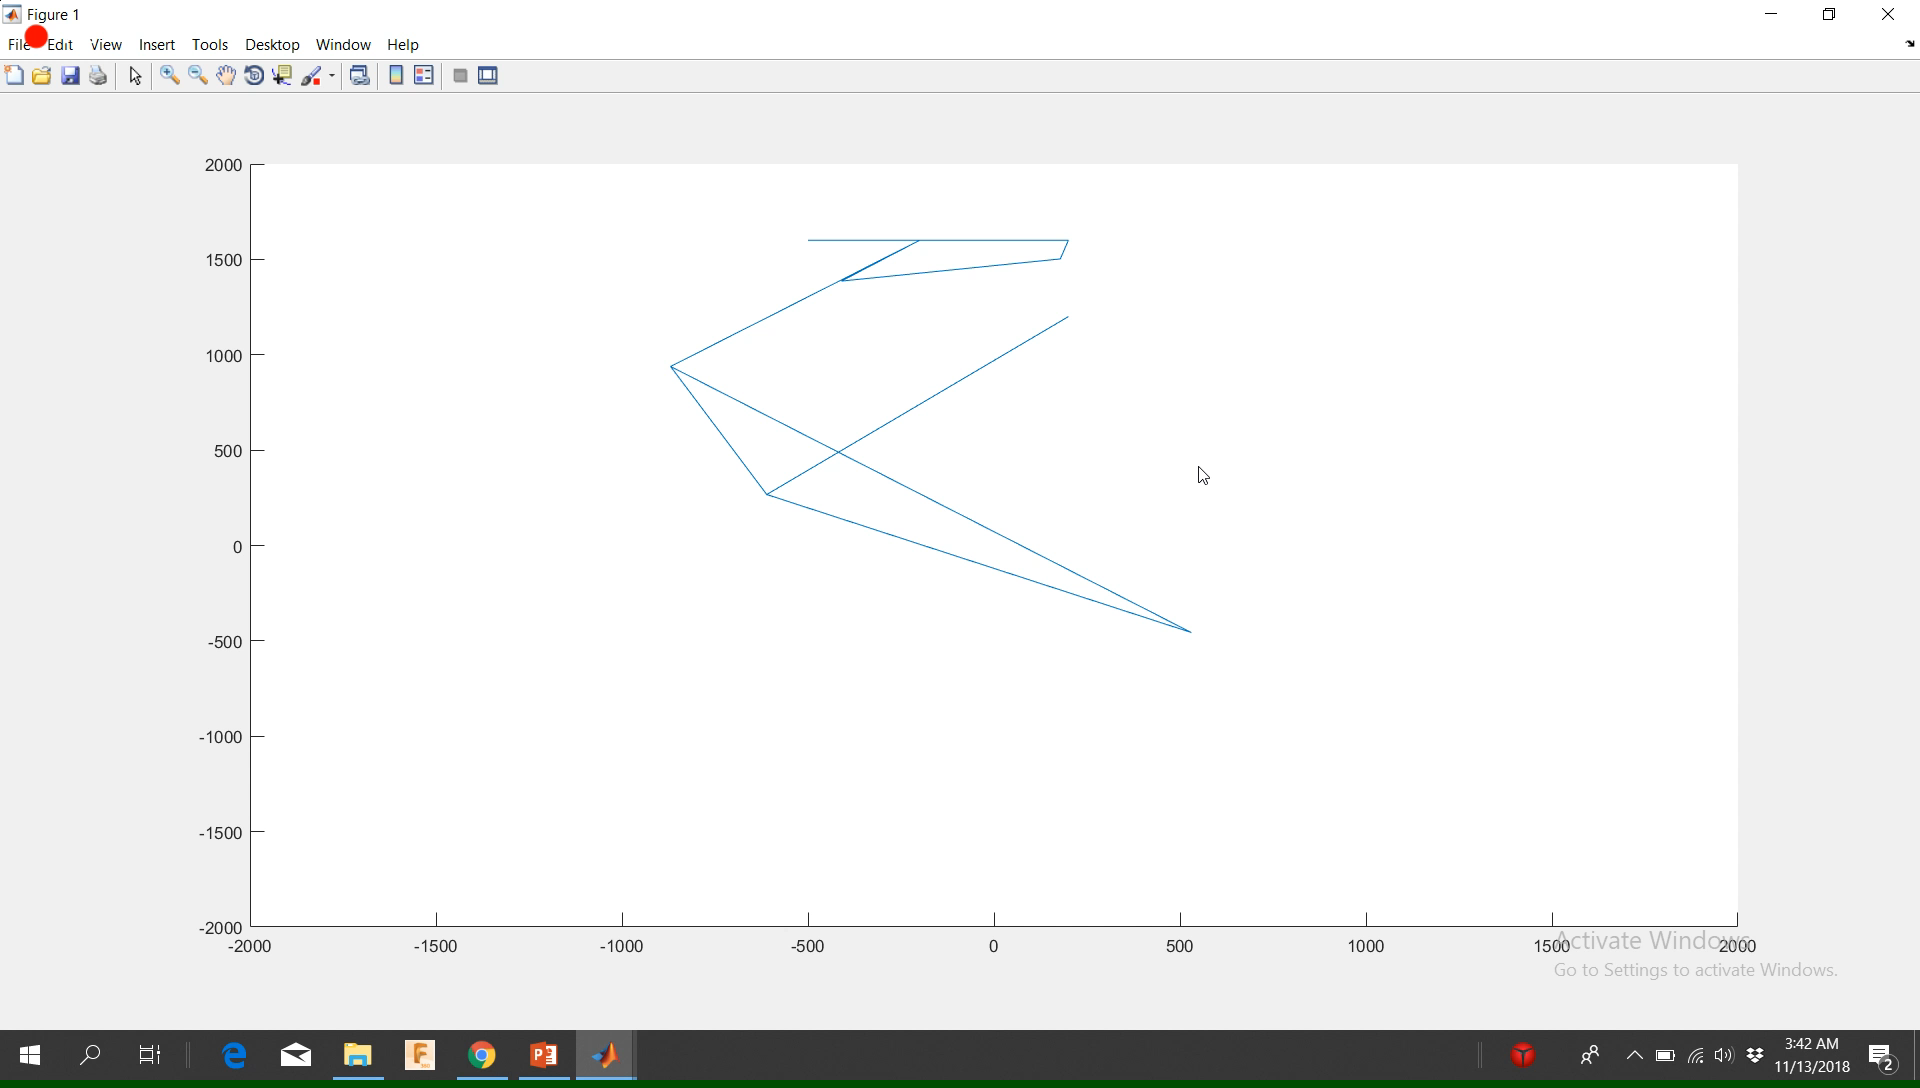 Figure 1
File Edit View Insert Tools Desktop Window Help
2000
1500
1000
500
0
-500
-1000
-1500
-2000
-2000 -1500 -1000 -500 0 500 1000 1500 2000
Activate Windows
Go to Settings to activate Windows.
3:42 AM
11/13/2018
2